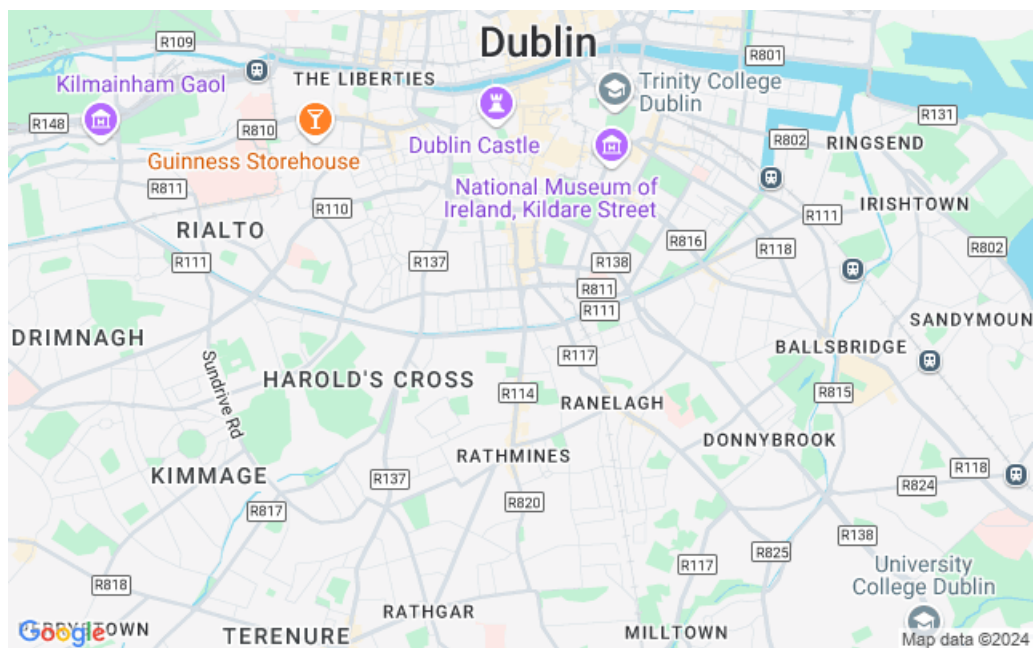 Dublin
R109
R801
THE LIBERTIES
Kilmainham Gaol
Trinity College
Dublin
R148
R810
R131
R802
RINGSEND
Dublin Castle
Guinness Storehouse
National Museum of
Ireland, Kildare Street
R811
R110
R111
IRISHTOWN
RIALTO
R816
R118
R802
R111
R137
R138
R811
R111
SANDYMOUN
DRIMNAGH
BALLSBRIDGE
R117
Sundrive Rd
HAROLD'S CROSS
R114
R815
RANELAGH
DONNYBROOK
RATHMINES
KIMMAGE
R137
R118
R824
R820
R817
R138
R825
R117
University
College Dublin
R818
RATHGAR
Google
TERENURE
MILLTOWN
Map data ©2024